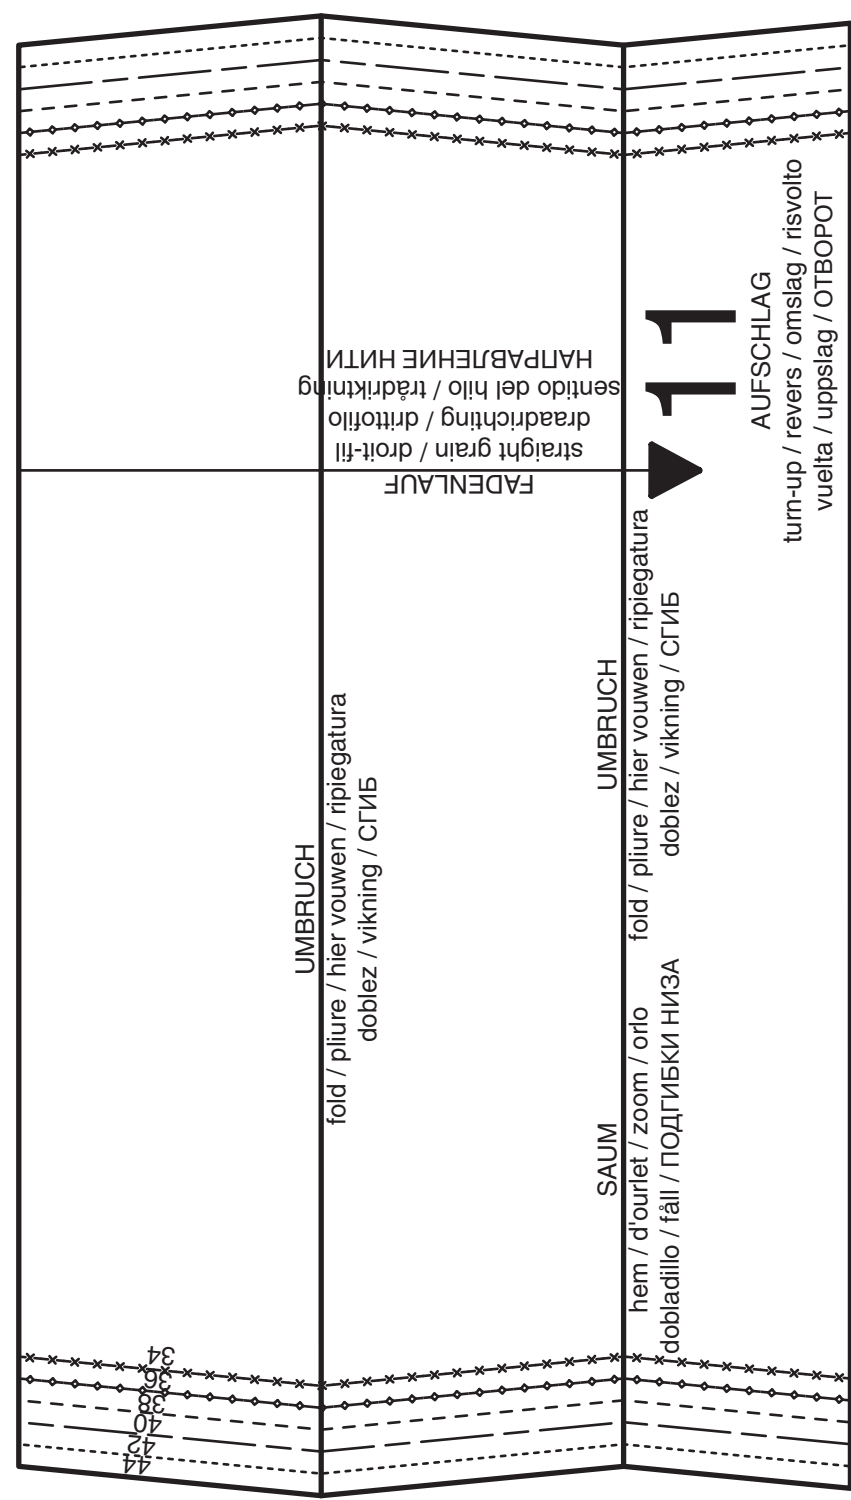 FADENLAUF
straight grain / droit-fil
draadrichting / drittofilo
sentido del hilo / trådriktning
НАПРАВЛЕНИЕ НИТИ
11
AUFSCHLAG
turn-up / revers / omslag / risvolto
vuelta / uppslag / ОТВОРОТ
UMBRUCH
fold / pliure / hier vouwen / ripiegatura
doblez / vikning / СГИБ
UMBRUCH
fold / pliure / hier vouwen / ripiegatura
doblez / vikning / СГИБ
SAUM
hem / d'ourlet / zoom / orlo
dobladillo / fåll / ПОДГИБКИ НИЗА
34
36
38
40
42
44